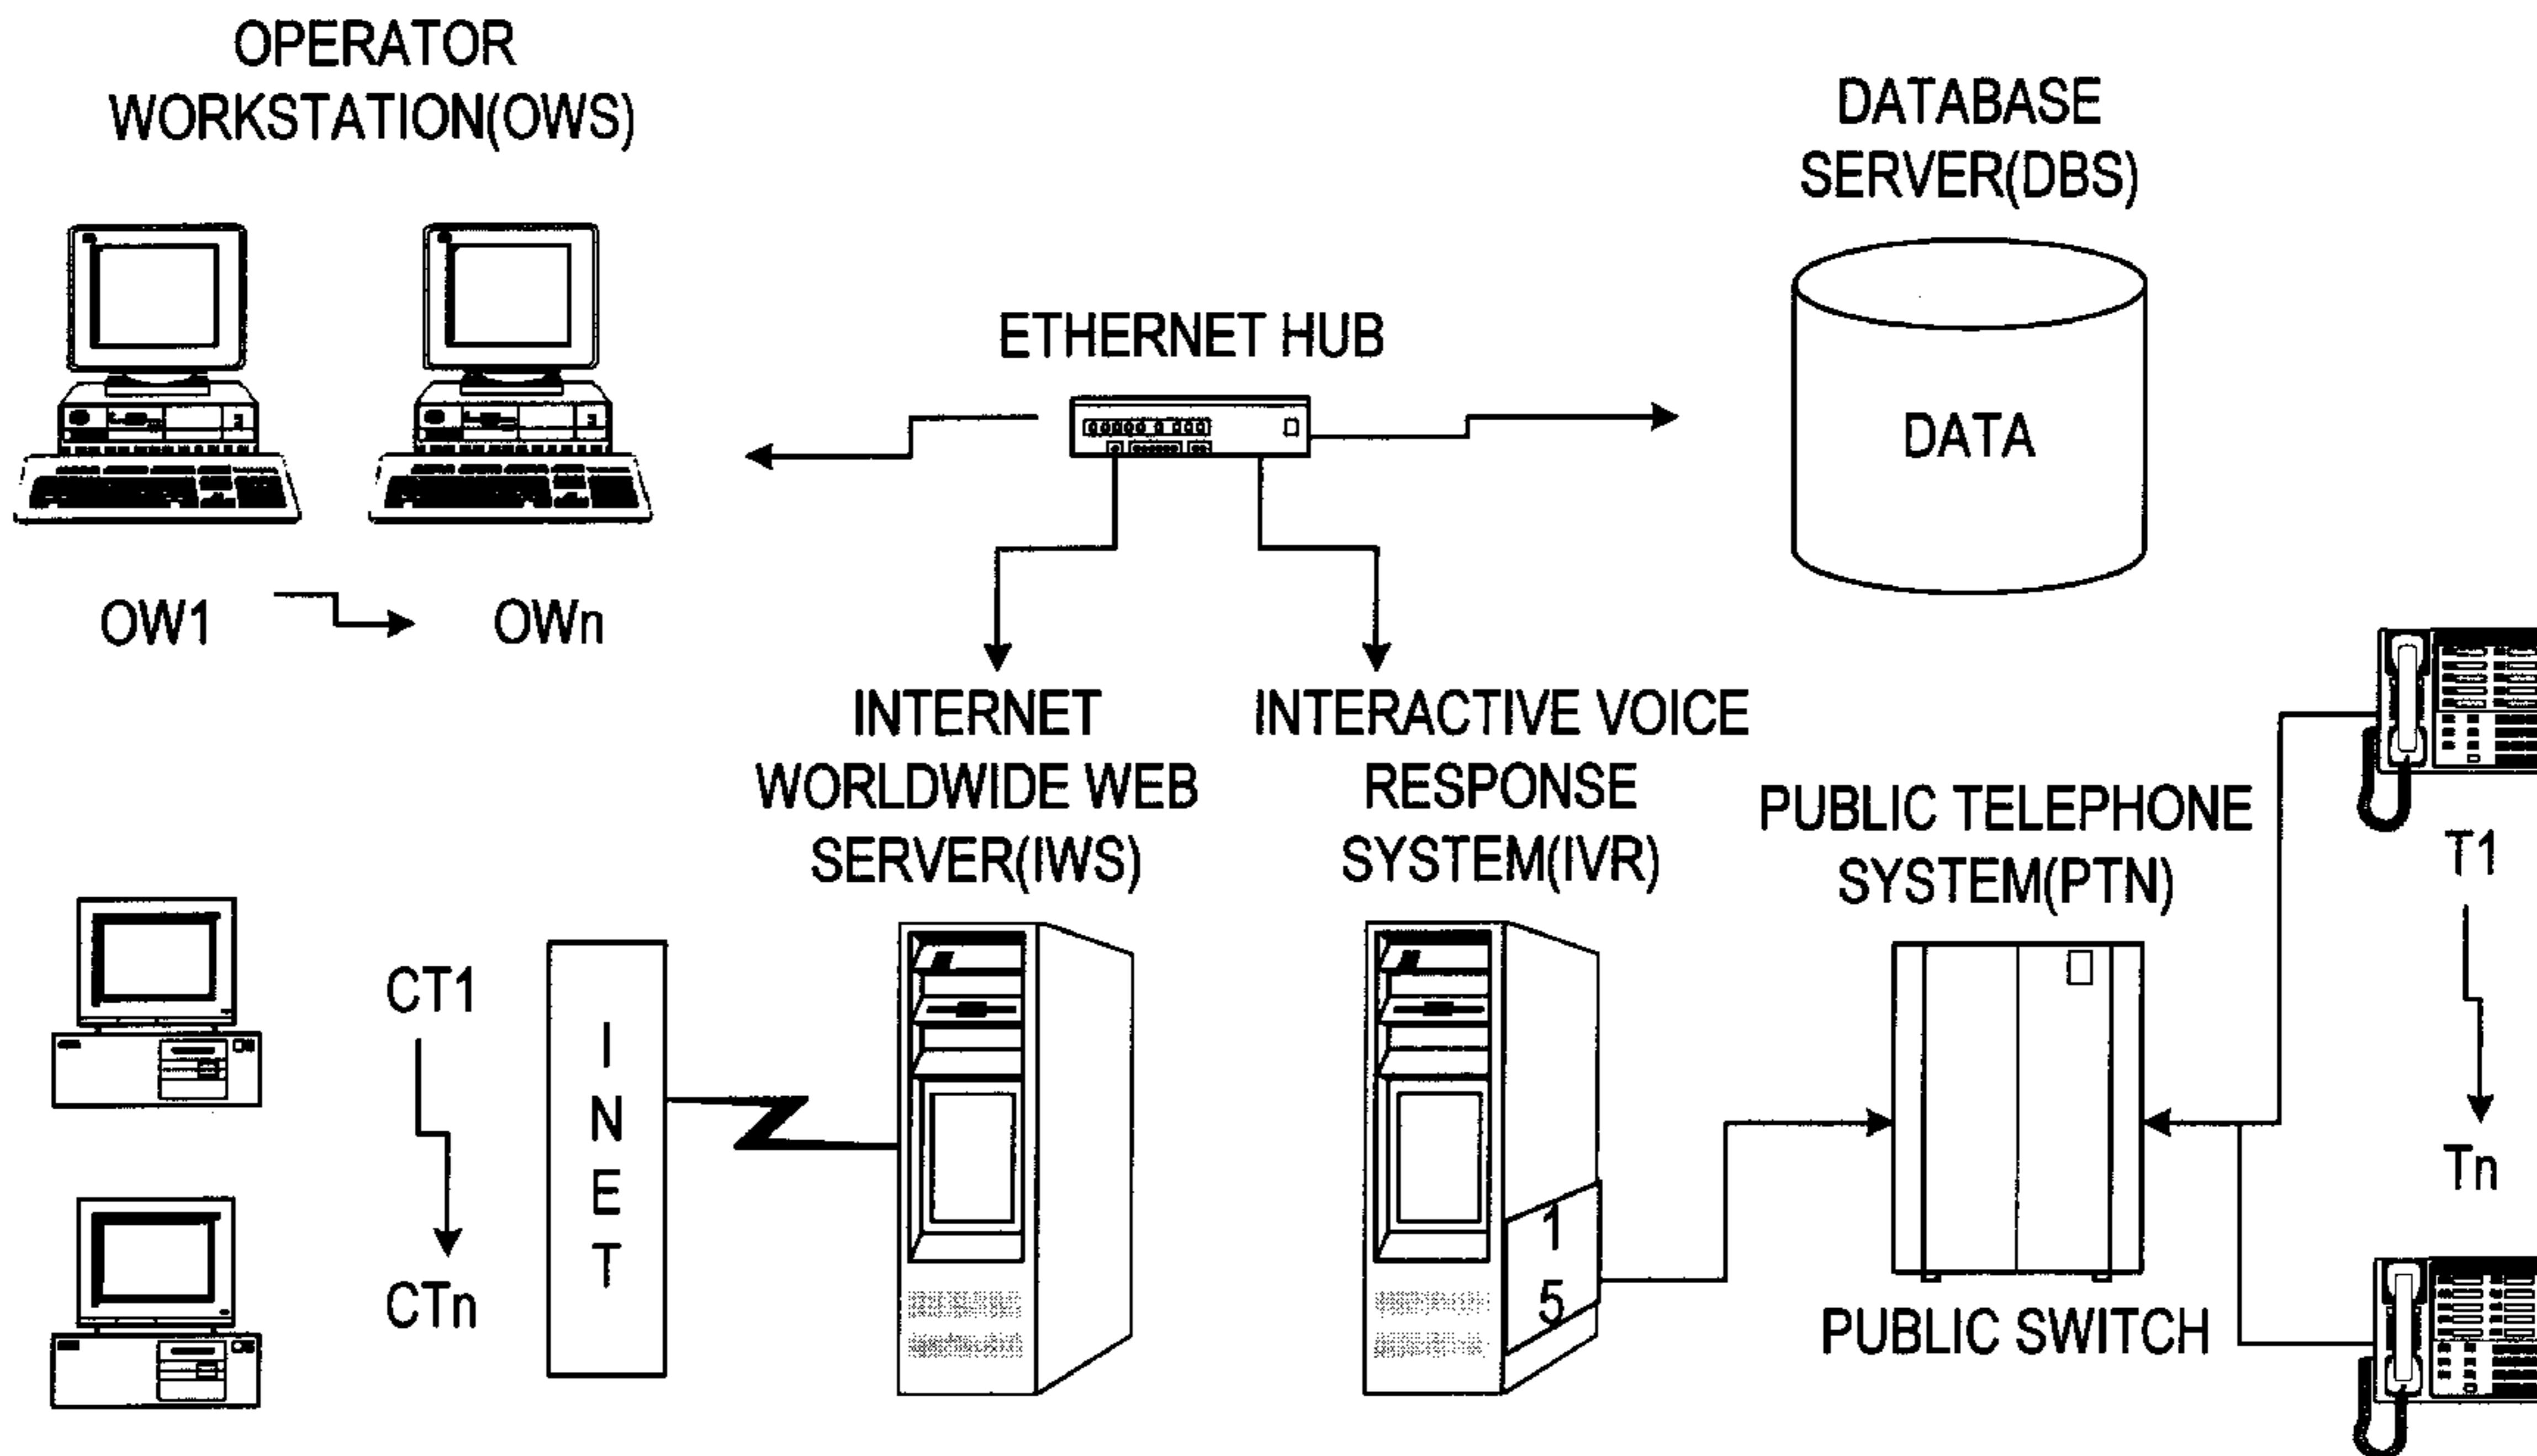 OPERATOR
WORKSTATION(OWS)
DATABASE
SERVER(DBS)
ETHERNET HUB
DATA
OW1
OWn
INTERNET
WORLDWIDE WEB
SERVER(IWS)
INTERACTIVE VOICE
RESPONSE
SYSTEM(IVR)
PUBLIC TELEPHONE
SYSTEM(PTN)
T1
Tn
CT1
CTn
I
N
E
T
1
5
PUBLIC SWITCH